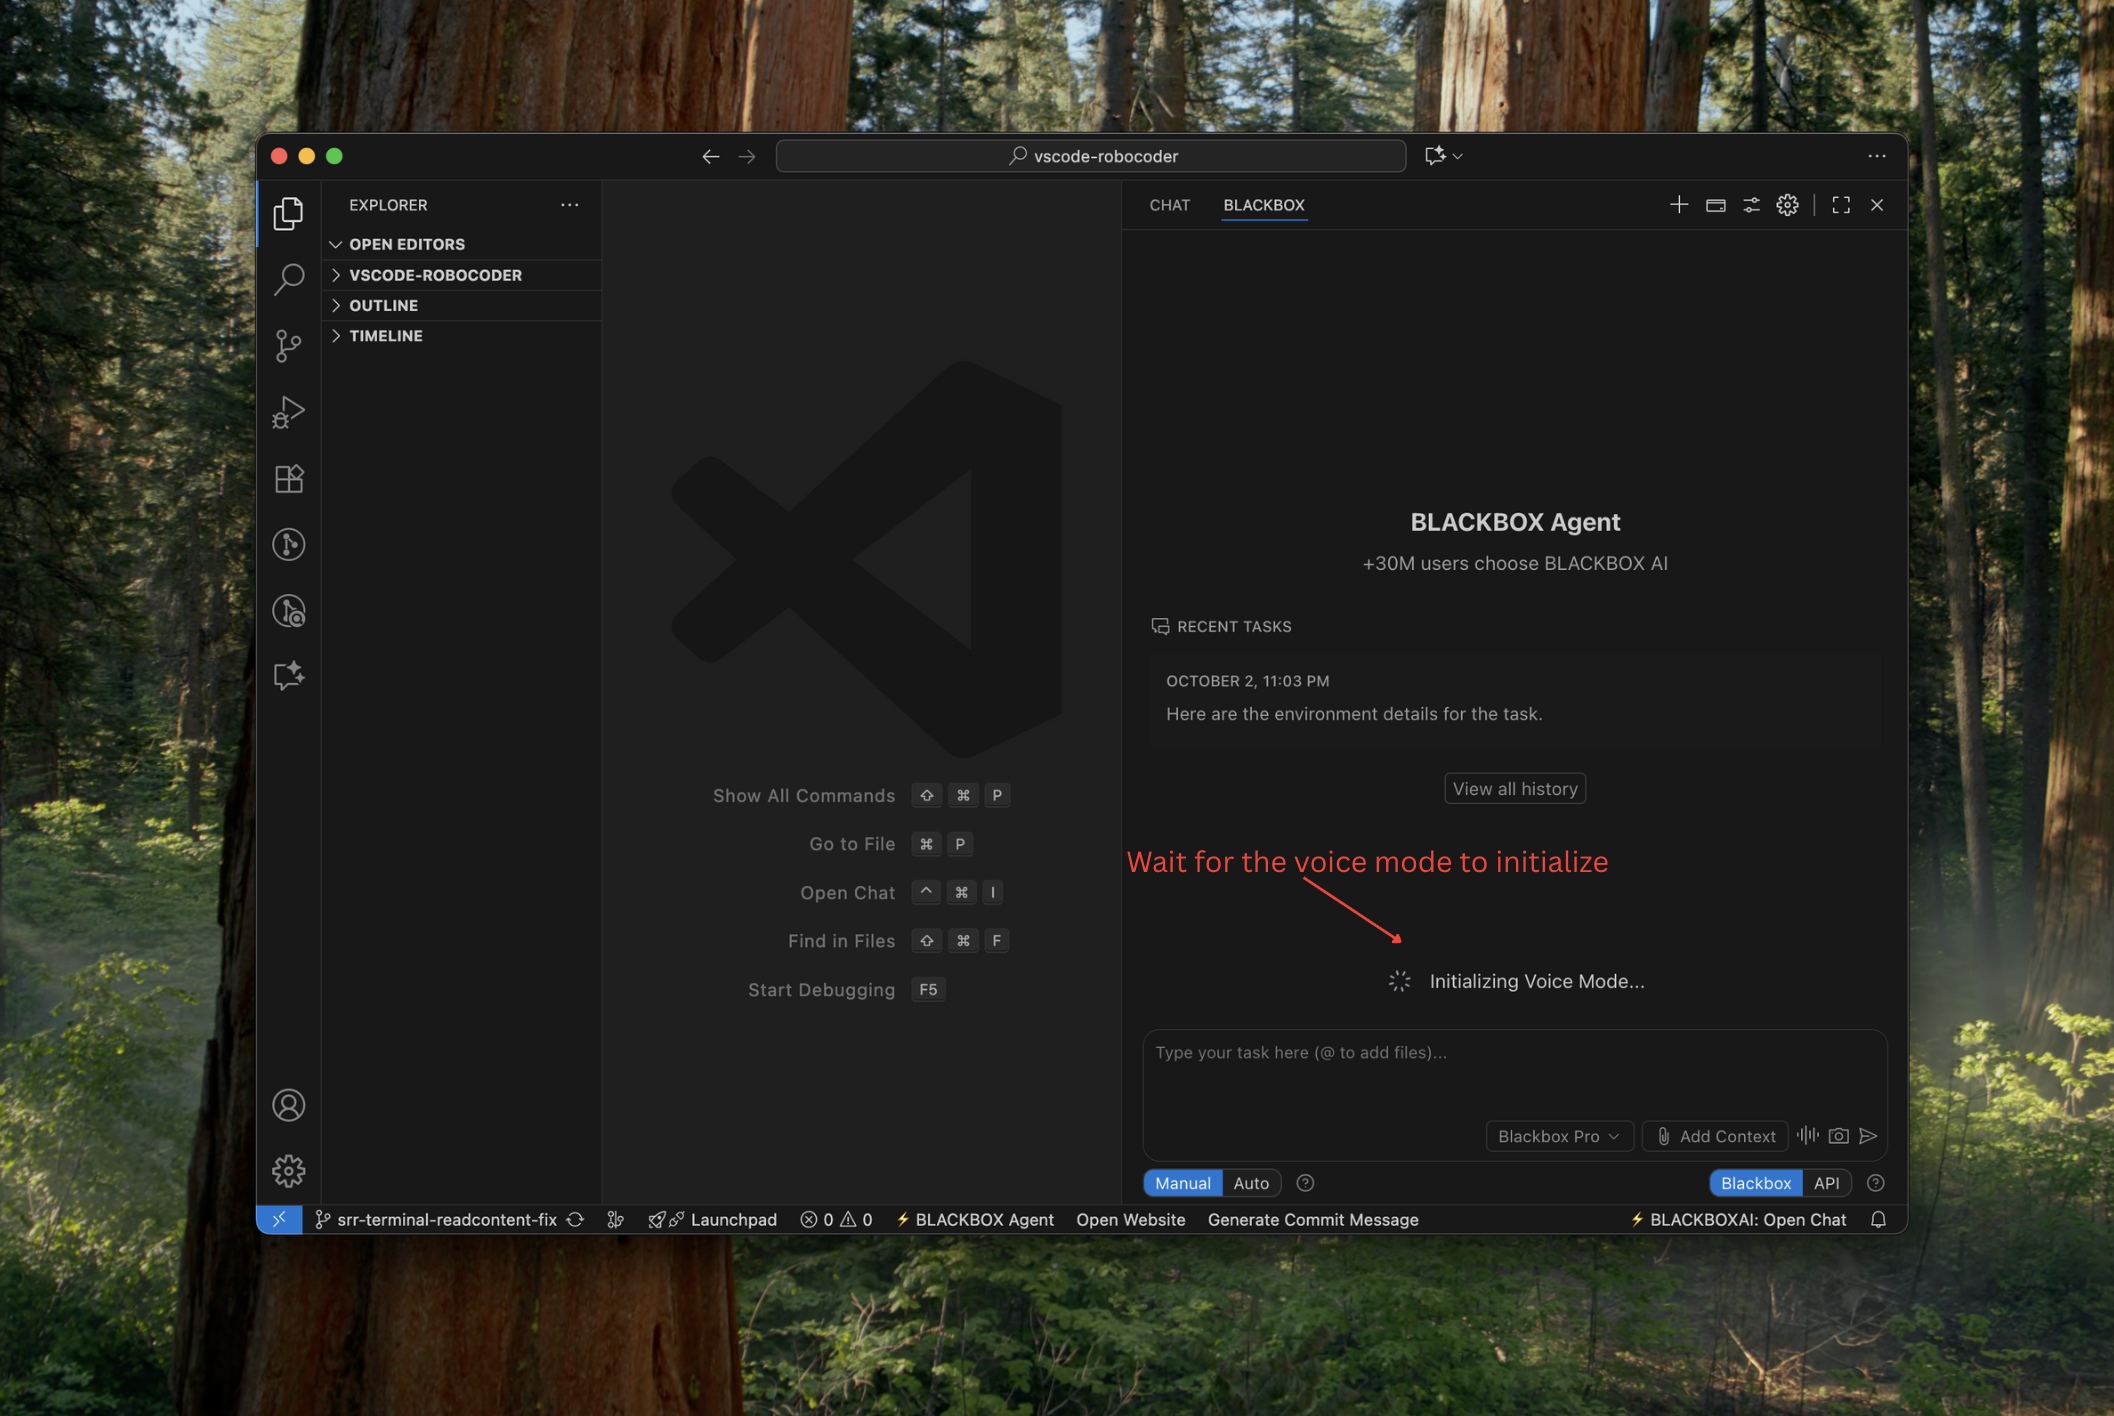 vscode-robocoder
EXPLORER
OPEN EDITORS
VSCODE-ROBOCODER
OUTLINE
TIMELINE
Show All Commands ⇧ ⌘ P
Go to File ⌘ P
Open Chat ^ ⌘ I
Find in Files ⇧ ⌘ F
Start Debugging F5
CHAT BLACKBOX
BLACKBOX Agent
+30M users choose BLACKBOX AI
RECENT TASKS
OCTOBER 2, 11:03 PM
Here are the environment details for the task.
View all history
Wait for the voice mode to initialize
Initializing Voice Mode...
Type your task here (@ to add files)...
Blackbox Pro Add Context
Manual Auto Blackbox API
srr-terminal-readcontent-fix Launchpad 0 0 BLACKBOX Agent Open Website Generate Commit Message BLACKBOXAI: Open Chat